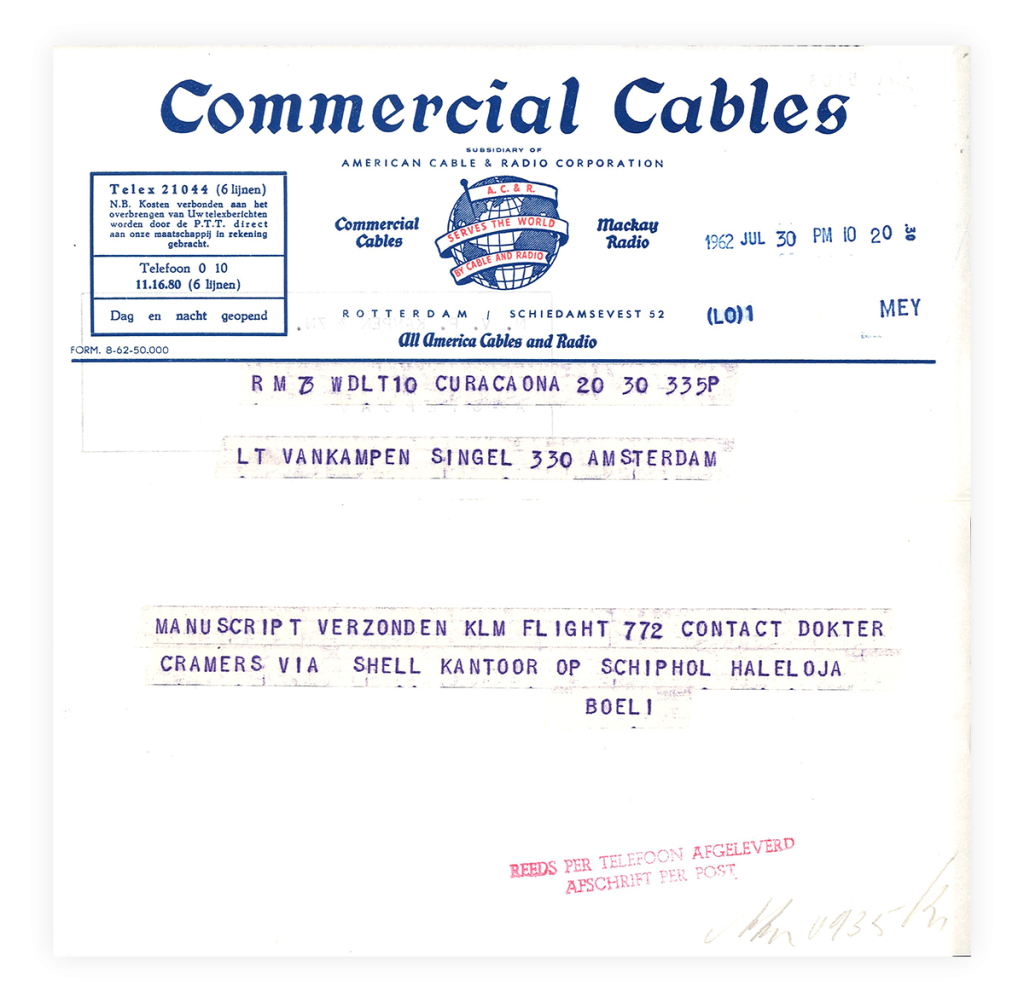 Commercial Cables
SUBSIDIARY OF
AMERICAN CABLE & RADIO CORPORATION
Telex 21044 (6 lijnen)
N.B. Kosten verbonden aan het
overbrengen van Uw telexberichten
worden door de P.T.T. direct
aan onze maatschappij in rekening
gebracht.
Telefoon 0 10
11.16.80 (6 lijnen)
Dag en nacht geopend
FORM. 8-62-50.000
Commercial
Cables
A. C. & R.
SERVES THE WORLD
BY CABLE AND RADIO
Mackay
Radio
1962 JUL 30 PM 10 20 30
(LO)1 MEY
ROTTERDAM / SCHIEDAMSEVEST 52
All America Cables and Radio
RM WDLT10 CURACAONA 20 30 335P
LT VANKAMPEN SINGEL 330 AMSTERDAM
MANUSCRIPT VERZONDEN KLM FLIGHT 772 CONTACT DOKTER
CRAMERS VIA SHELL KANTOOR OP SCHIPHOL HALELOJA
BOELI
REEDS PER TELEFOON AFGELEVERD
AFSCHRIFT PER POST.
0935